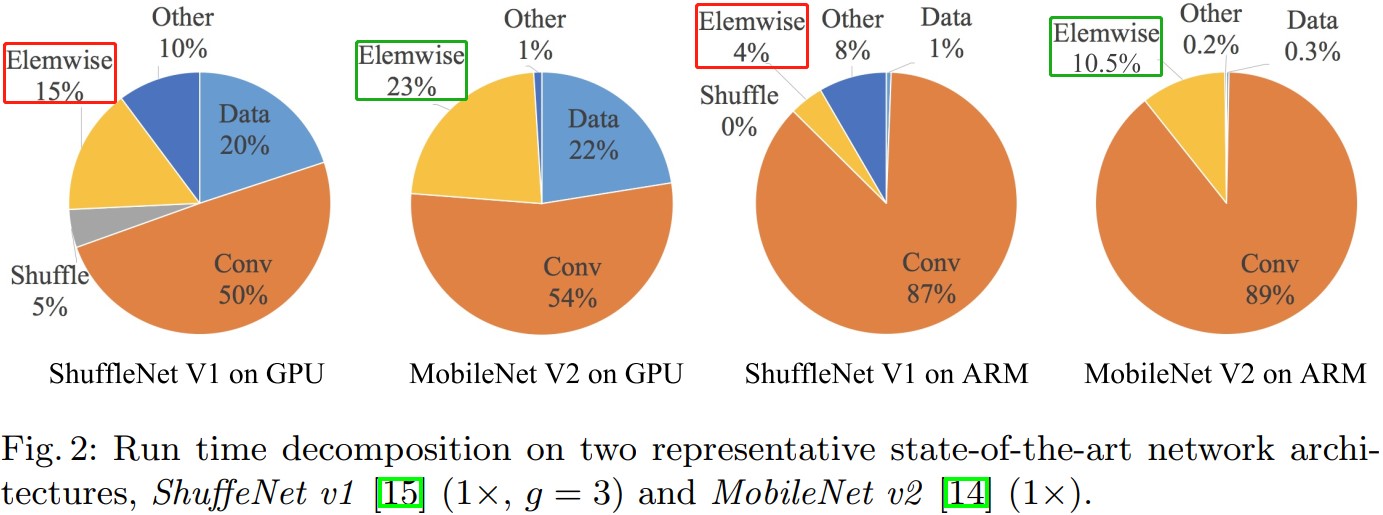 Other
10%
Elemwise
15%
Data
20%
Conv
50%
Shuffle
5%
ShuffleNet V1 on GPU
Other
1%
Elemwise
23%
Data
22%
Conv
54%
MobileNet V2 on GPU
Elemwise
4%
Other
8%
Data
1%
Shuffle
0%
Conv
87%
ShuffleNet V1 on ARM
Elemwise
10.5%
Other
0.2%
Data
0.3%
Conv
89%
MobileNet V2 on ARM
Fig. 2: Run time decomposition on two representative state-of-the-art network archi-
tectures, ShuffeNet v1 [15] (1×, g = 3) and MobileNet v2 [14] (1×).